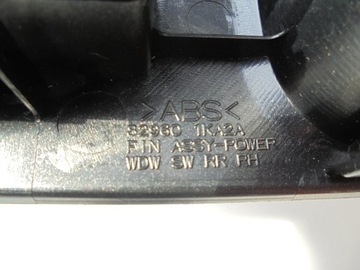 >ABS<
82960 1KA2A
FIN ASSY-POWER
WDW SW RR RH